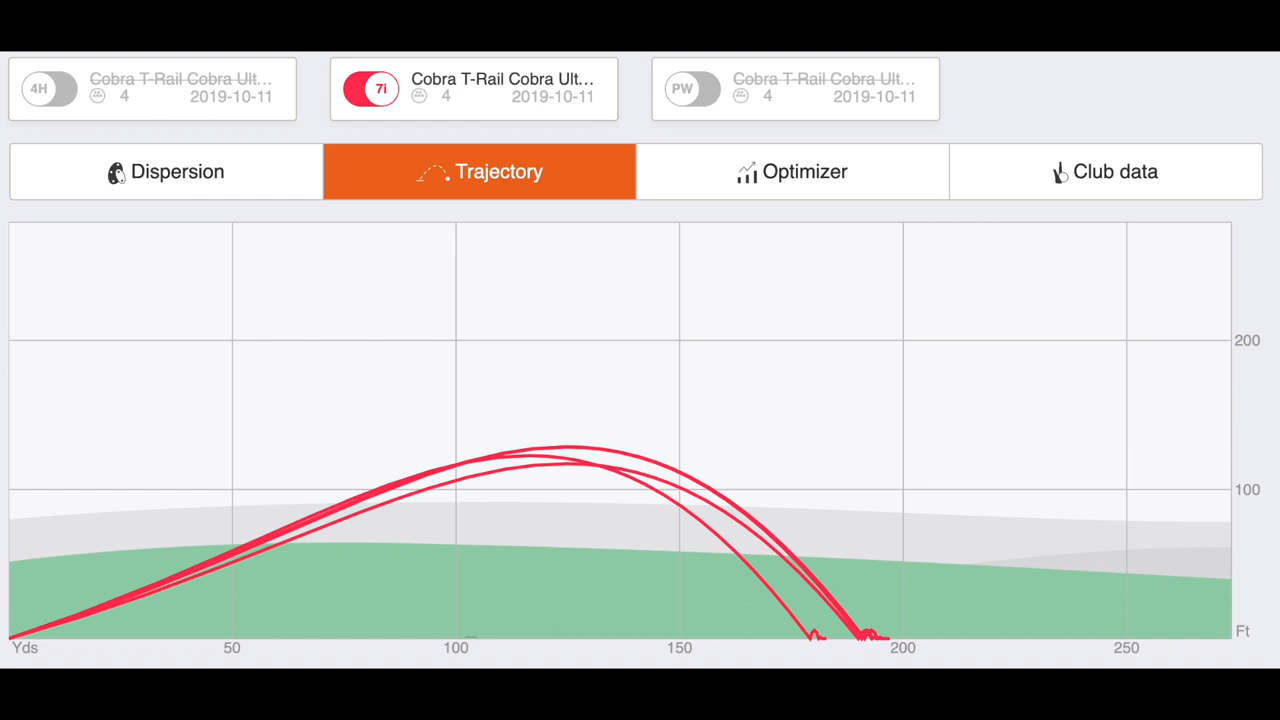 4H Cobra T-Rail Cobra Ult...
4 2019-10-11
7i Cobra T-Rail Cobra Ult...
4 2019-10-11
PW Cobra T-Rail Cobra Ult...
4 2019-10-11
Dispersion
Trajectory
Optimizer
Club data
200
100
Ft
Yds 50 100 150 200 250